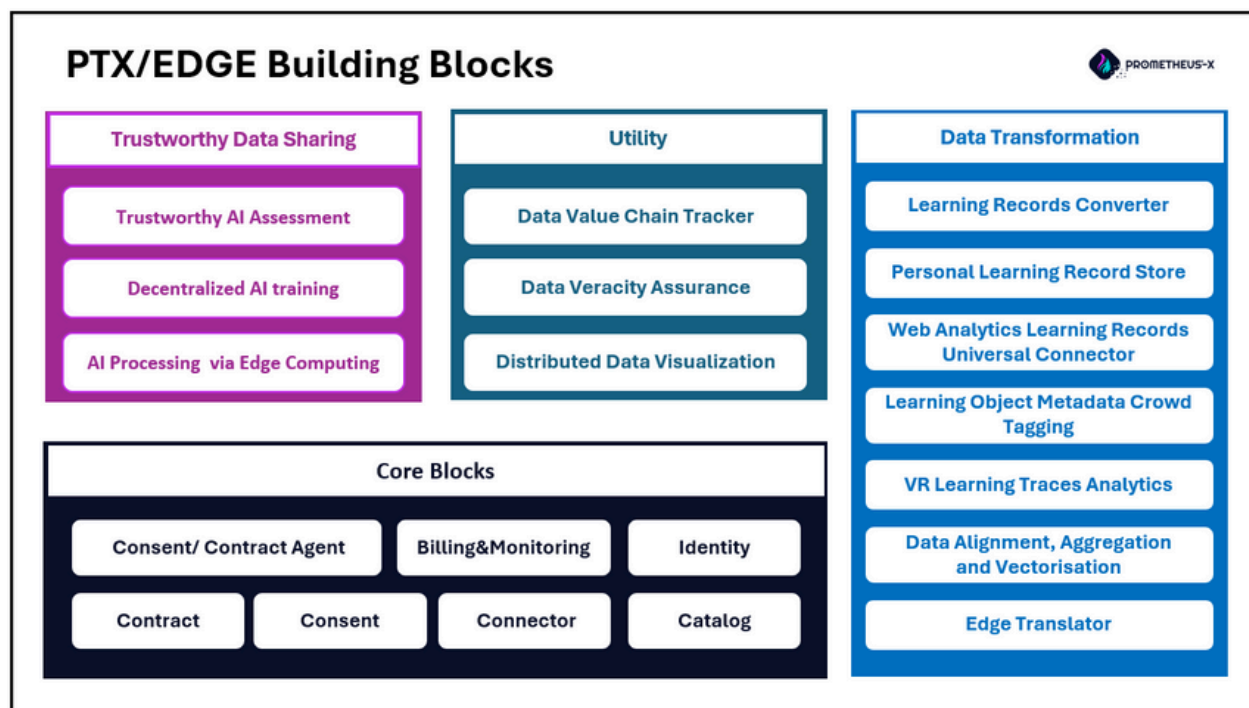 PTX/EDGE Building Blocks
PROMETHEUS-X
Trustworthy Data Sharing
Trustworthy AI Assessment
Decentralized AI training
AI Processing via Edge Computing
Utility
Data Value Chain Tracker
Data Veracity Assurance
Distributed Data Visualization
Data Transformation
Learning Records Converter
Personal Learning Record Store
Web Analytics Learning Records
Universal Connector
Learning Object Metadata Crowd
Tagging
VR Learning Traces Analytics
Data Alignment, Aggregation
and Vectorisation
Edge Translator
Core Blocks
Consent/ Contract Agent
Billing&Monitoring
Identity
Contract
Consent
Connector
Catalog